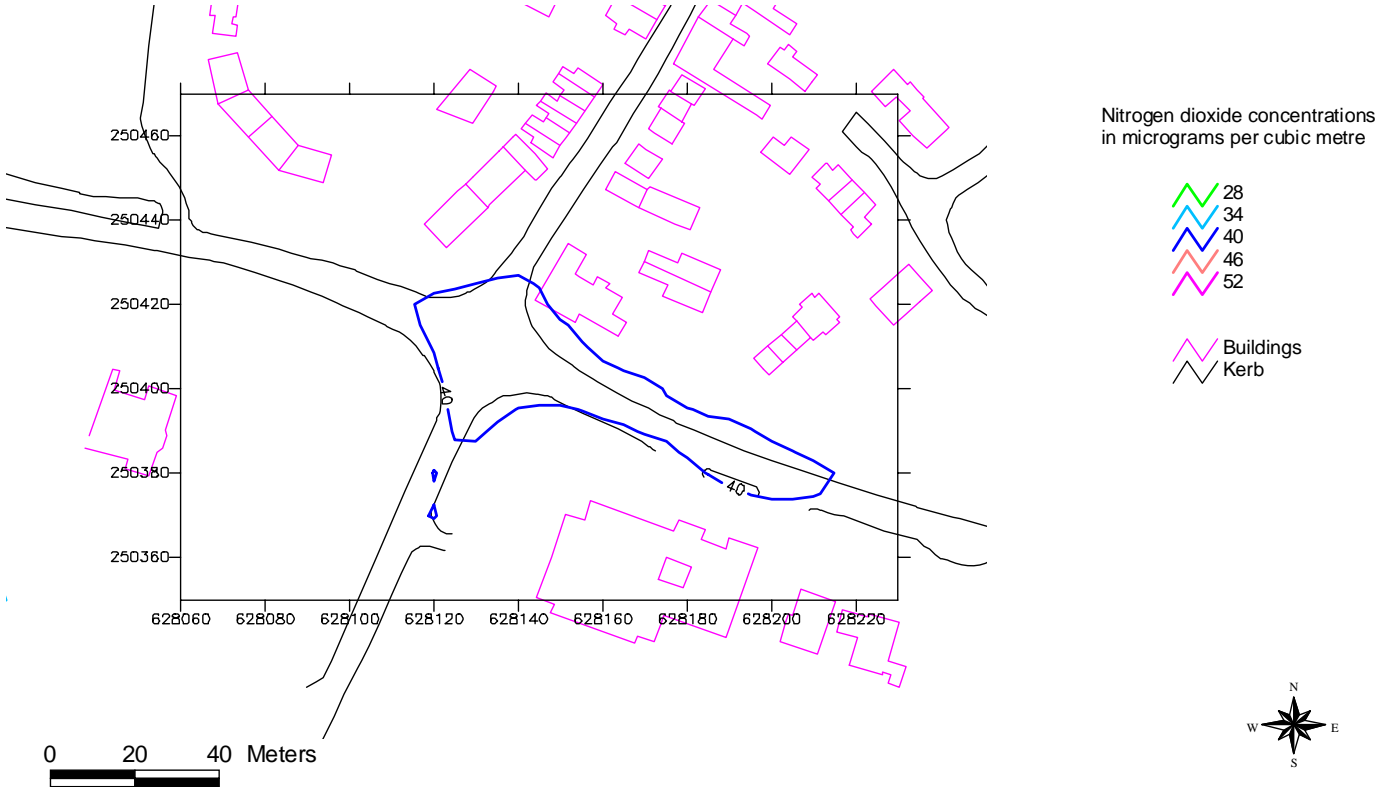 Nitrogen dioxide concentrations
in micrograms per cubic metre
28
34
40
46
52
Buildings
Kerb
250460
250440
250420
250400
250380
250360
40
40
628060 628080 628100 628120 628140 628160 628180 628200 628220
N
W E
S
0 20 40 Meters